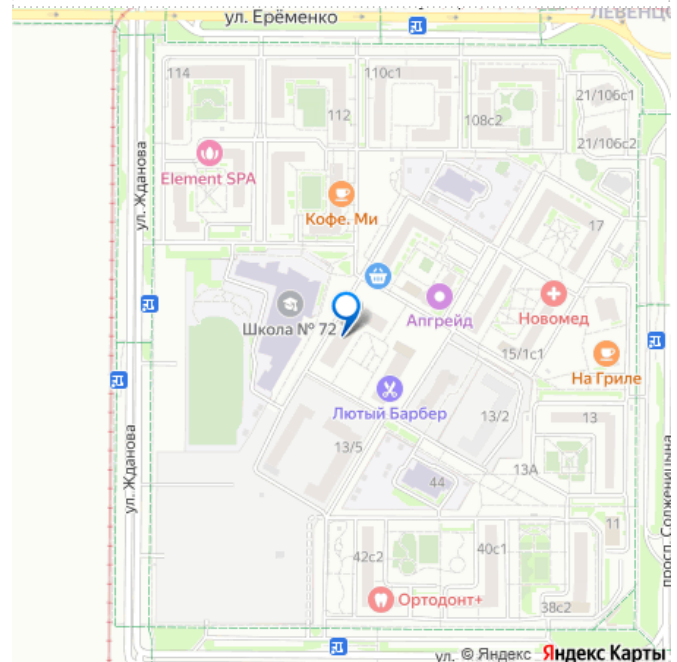 ул. Ерёменко
ЛЕВЕНЦО
114
110с1
112
108с2
21/106с1
21/106с2
ул. Жданова
Element SPA
Кофе. Ми
17
Школа № 72
Апгрейд
Новомед
15/1с1
На Гриле
Лютый Барбер
13/2
13
13/5
13А
44
ул. Жданова
просп. Солженицына
11
42с2
40с1
Ортодонт+
38с2
ул.
© Яндекс Яндекс Карты